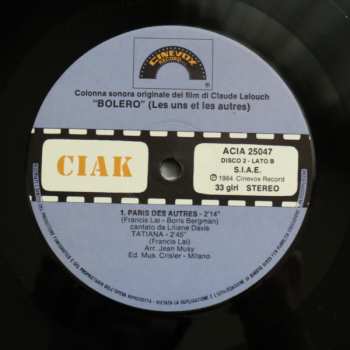 CINEVOX
RECORD
Colonna sonora originale del film di Claude Lelouch
"BOLERO" (Les uns et les autres)
CIAK
ACIA 25047
DISCO 2 - LATO B
S.I.A.E.
℗ 1984 Cinevox Record
33 giri STEREO
1. PARIS DES AUTRES - 2'14"
(Francis Lai - Boris Bergman)
cantato da Liliane Davis
TATIANA - 2'45"
(Francis Lai)
Arr. Jean Musy
Ed. Mus. Crisler - Milano